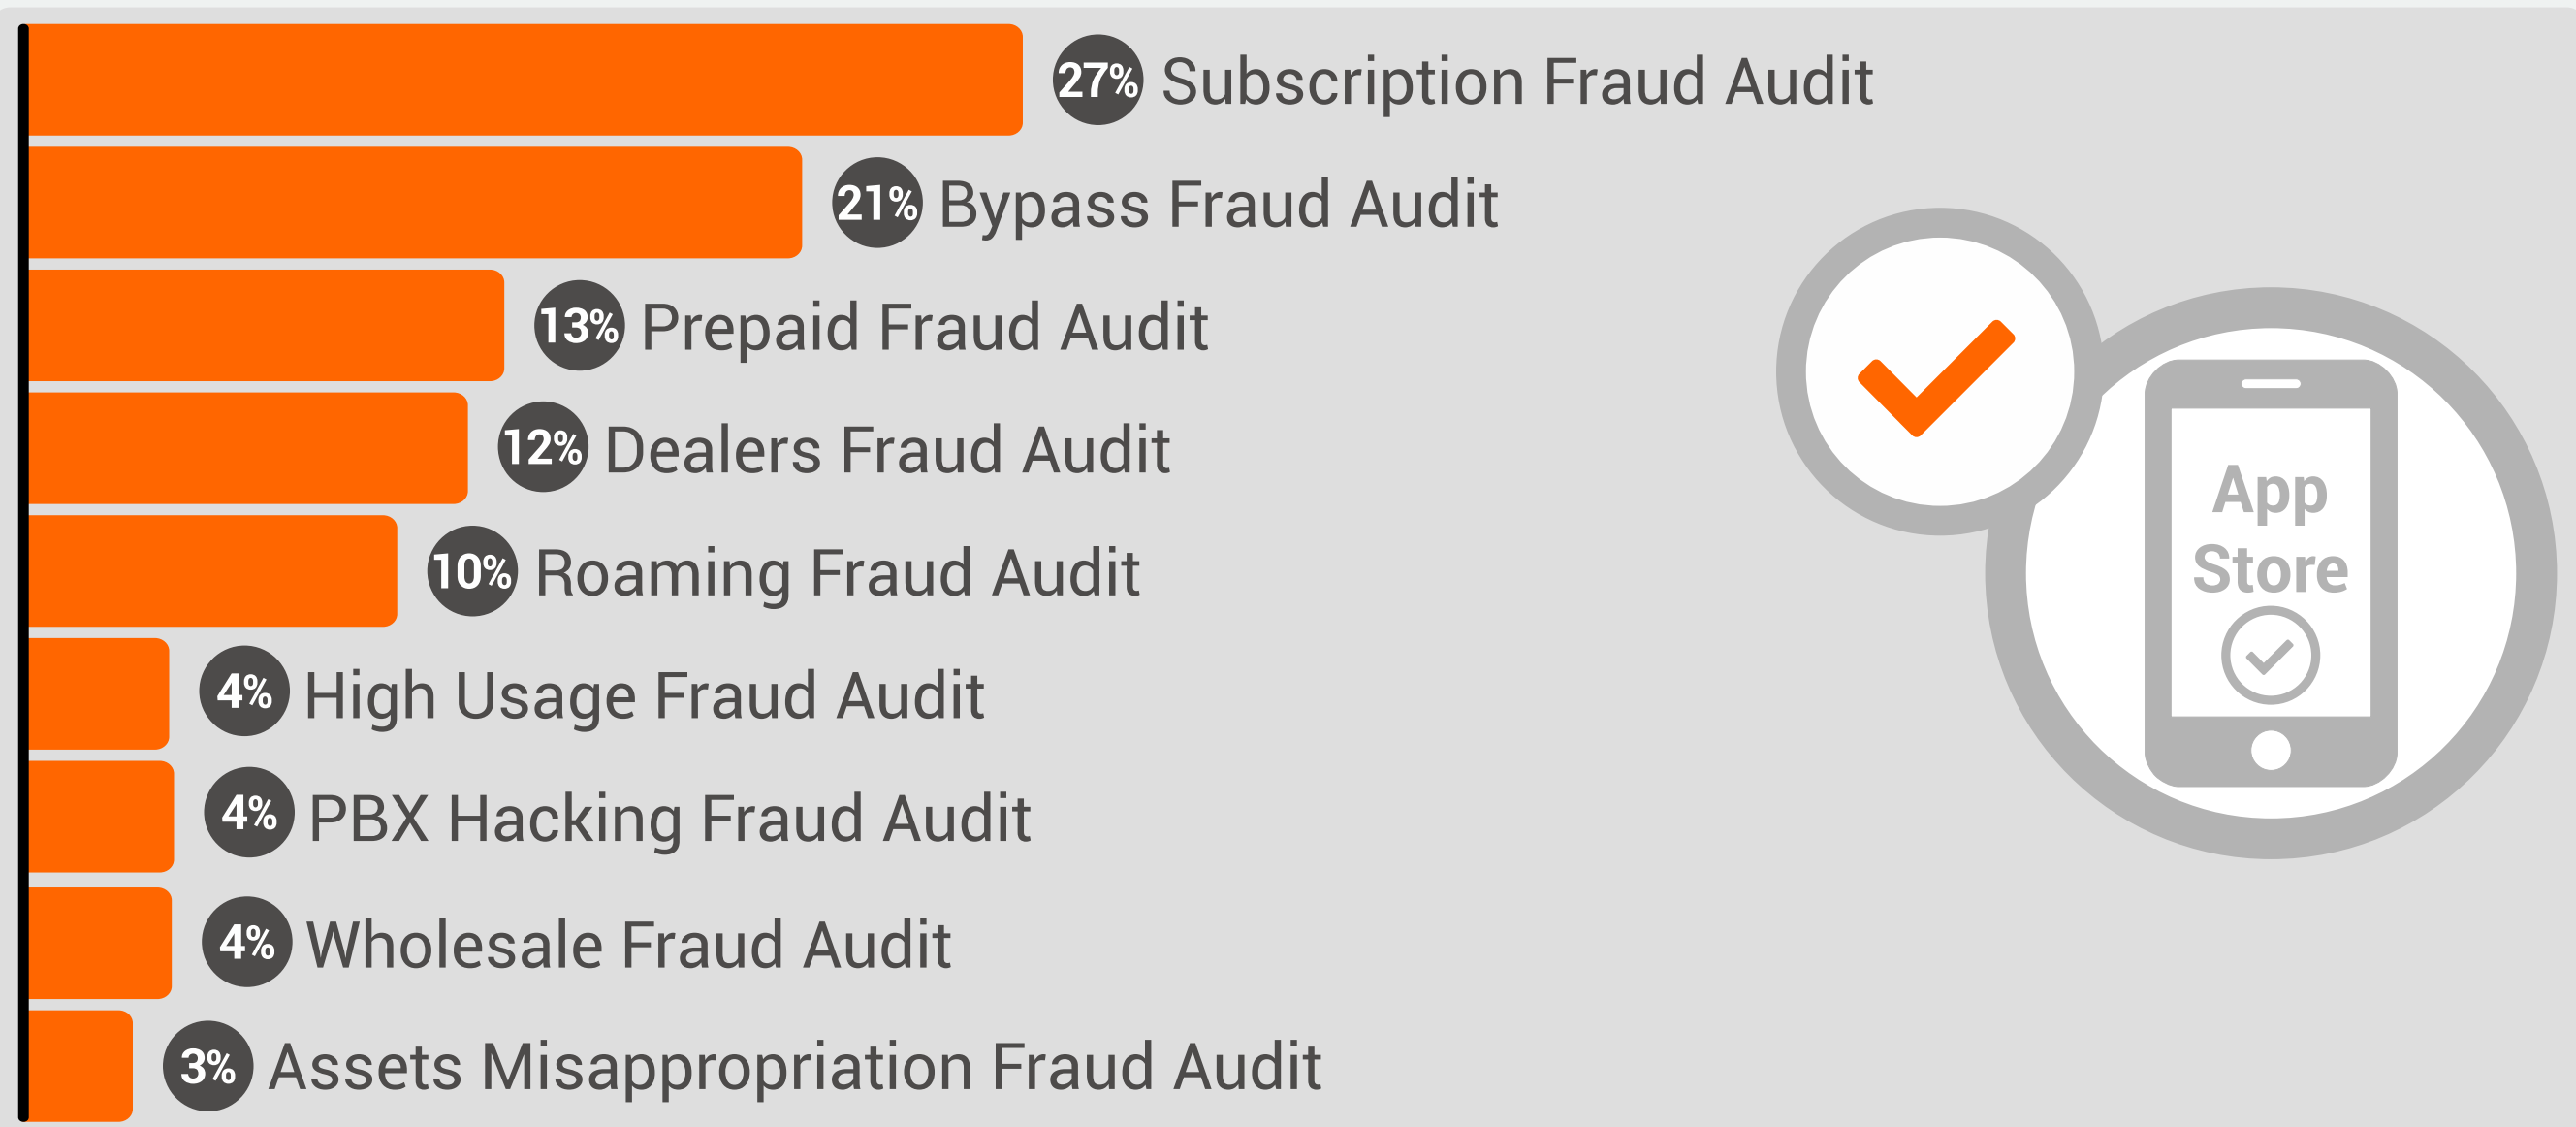 27% Subscription Fraud Audit
21% Bypass Fraud Audit
13% Prepaid Fraud Audit
12% Dealers Fraud Audit
10% Roaming Fraud Audit
4% High Usage Fraud Audit
4% PBX Hacking Fraud Audit
4% Wholesale Fraud Audit
3% Assets Misappropriation Fraud Audit
App
Store